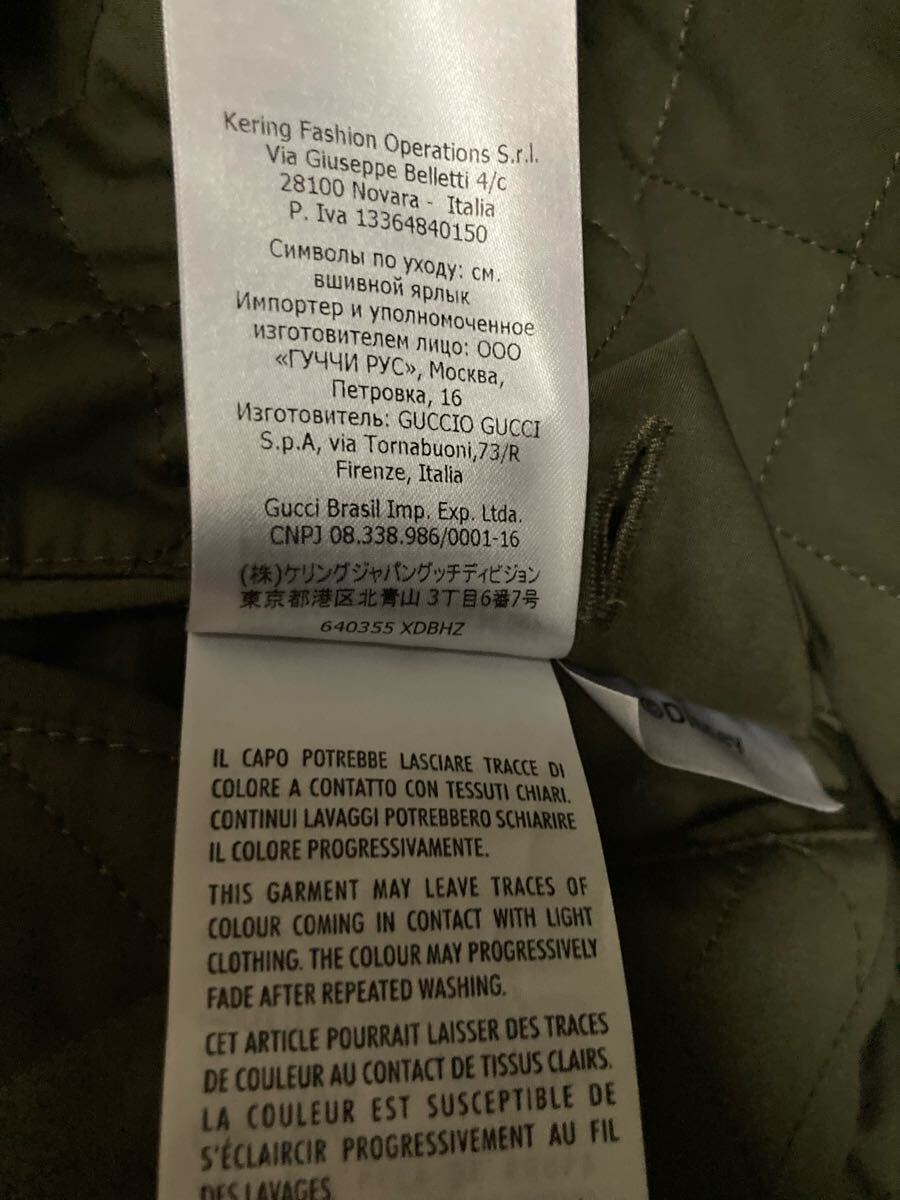 Kering Fashion Operations S.r.l.
Via Giuseppe Belletti 4/c
28100 Novara - Italia
P. Iva 13364840150
Символы по уходу: см.
вшивной ярлык
Импортер и уполномоченное
изготовителем лицо: ООО
«ГУЧЧИ РУС», Москва,
Петровка, 16
Изготовитель: GUCCIO GUCCI
S.p.A, via Tornabuoni,73/R
Firenze, Italia
Gucci Brasil Imp. Exp. Ltda.
CNPJ 08.338.986/0001-16
(株)ケリングジャパングッチディビジョン
東京都港区北青山 3丁目6番7号
640355 XDBHZ
©Disney
IL CAPO POTREBBE LASCIARE TRACCE DI
COLORE A CONTATTO CON TESSUTI CHIARI.
CONTINUI LAVAGGI POTREBBERO SCHIARIRE
IL COLORE PROGRESSIVAMENTE.
THIS GARMENT MAY LEAVE TRACES OF
COLOUR COMING IN CONTACT WITH LIGHT
CLOTHING. THE COLOUR MAY PROGRESSIVELY
FADE AFTER REPEATED WASHING.
CET ARTICLE POURRAIT LAISSER DES TRACES
DE COULEUR AU CONTACT DE TISSUS CLAIRS.
LA COULEUR EST SUSCEPTIBLE DE
S'ÉCLAIRCIR PROGRESSIVEMENT AU FIL
DES LAVAGES